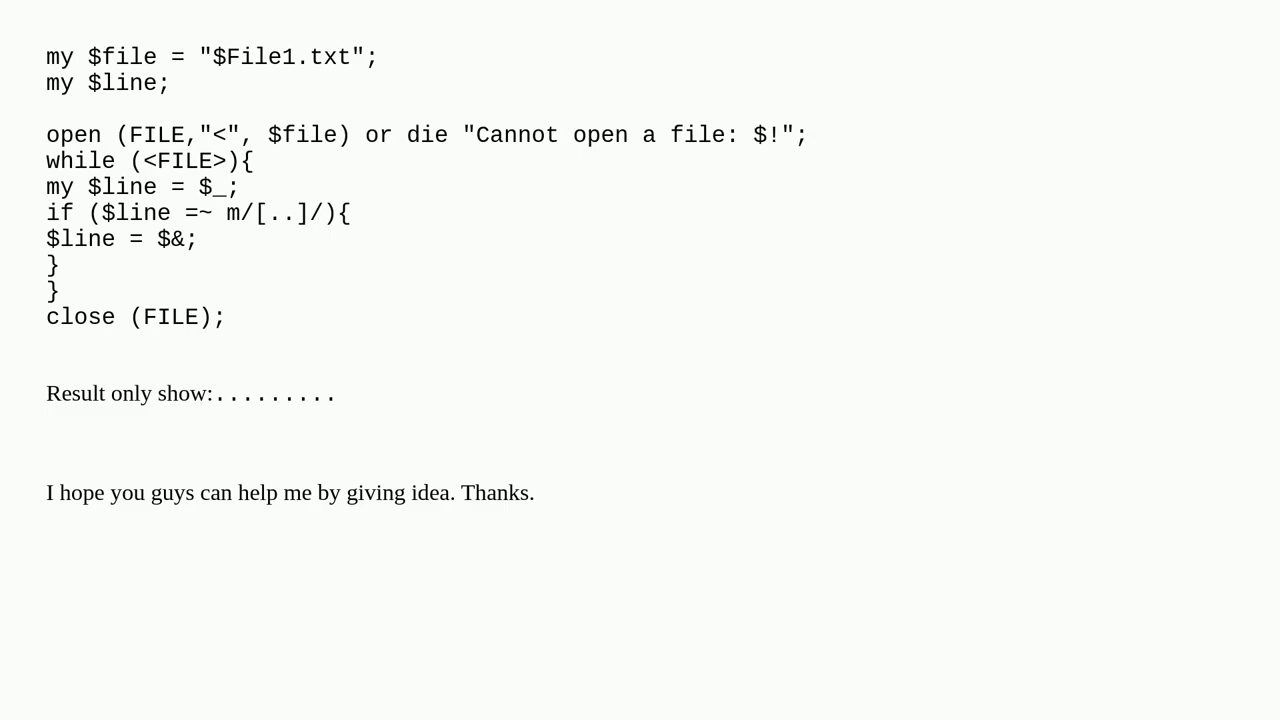 my $file = "$File1.txt";
my $line;
open (FILE,"<", $file) or die "Cannot open a file: $!";
while (<FILE>){
my $line = $_;
if ($line =~ m/[..]/){
$line = $&;
}
}
close (FILE);
Result only show:.........
I hope you guys can help me by giving idea. Thanks.